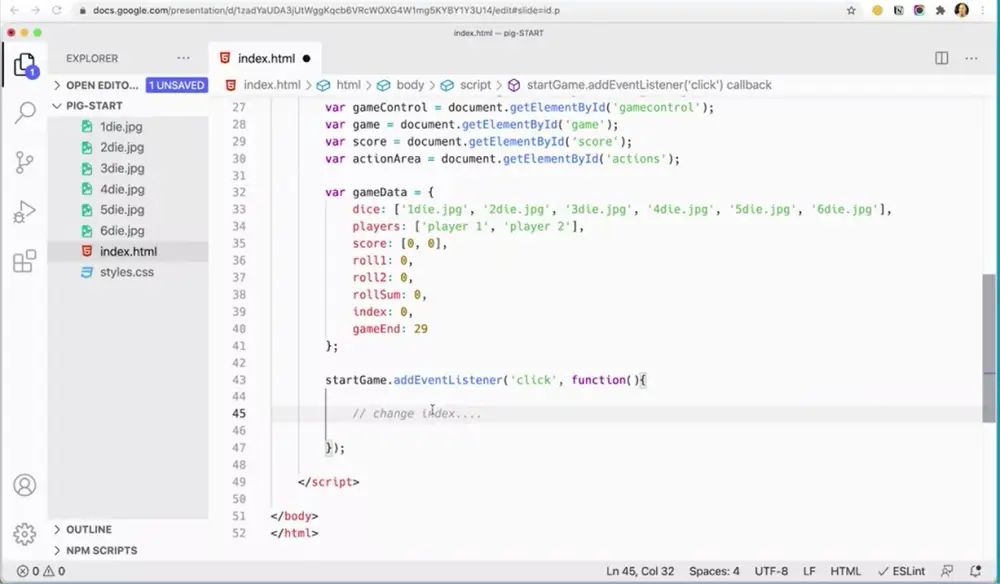 docs.google.com/presentation/d/1zadYaUDA3jUtWggKqcb6VRcWOXG4W1mg5KYBY1Y3U14/edit#slide=id.p
index.html — pig-START
EXPLORER
index.html
OPEN EDITO... 1 UNSAVED
index.html > html > body > script > startGame.addEventListener('click') callback
PIG-START
1die.jpg
2die.jpg
3die.jpg
4die.jpg
5die.jpg
6die.jpg
index.html
styles.css
OUTLINE
NPM SCRIPTS
1
27 var gameControl = document.getElementById('gamecontrol');
28 var game = document.getElementById('game');
29 var score = document.getElementById('score');
30 var actionArea = document.getElementById('actions');
31
32 var gameData = {
33 dice: ['1die.jpg', '2die.jpg', '3die.jpg', '4die.jpg', '5die.jpg', '6die.jpg'],
34 players: ['player 1', 'player 2'],
35 score: [0, 0],
36 roll1: 0,
37 roll2: 0,
38 rollSum: 0,
39 index: 0,
40 gameEnd: 29
41 };
42
43 startGame.addEventListener('click', function(){
44
45 // change index....
46
47 });
48
49 </script>
50
51 </body>
52 </html>
0 0
Ln 45, Col 32 Spaces: 4 UTF-8 LF HTML ESLint